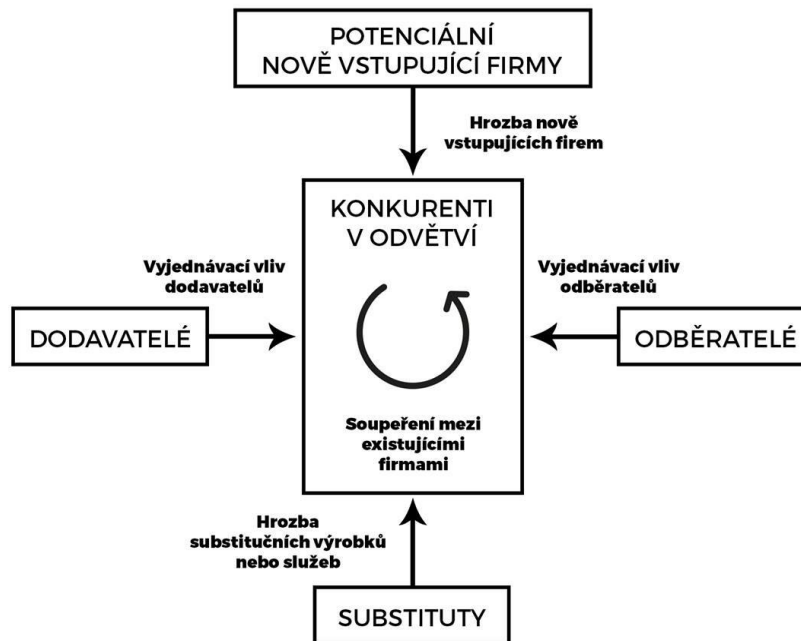 POTENCIÁLNÍ
NOVĚ VSTUPUJÍCÍ FIRMY
Hrozba nově
vstupujících firem
KONKURENTI
V ODVĚTVÍ
Vyjednávací vliv
dodavatelů
Vyjednávací vliv
odběratelů
DODAVATELÉ
ODBĚRATELÉ
Soupeření mezi
existujícími
firmami
Hrozba
substitučních výrobků
nebo služeb
SUBSTITUTY